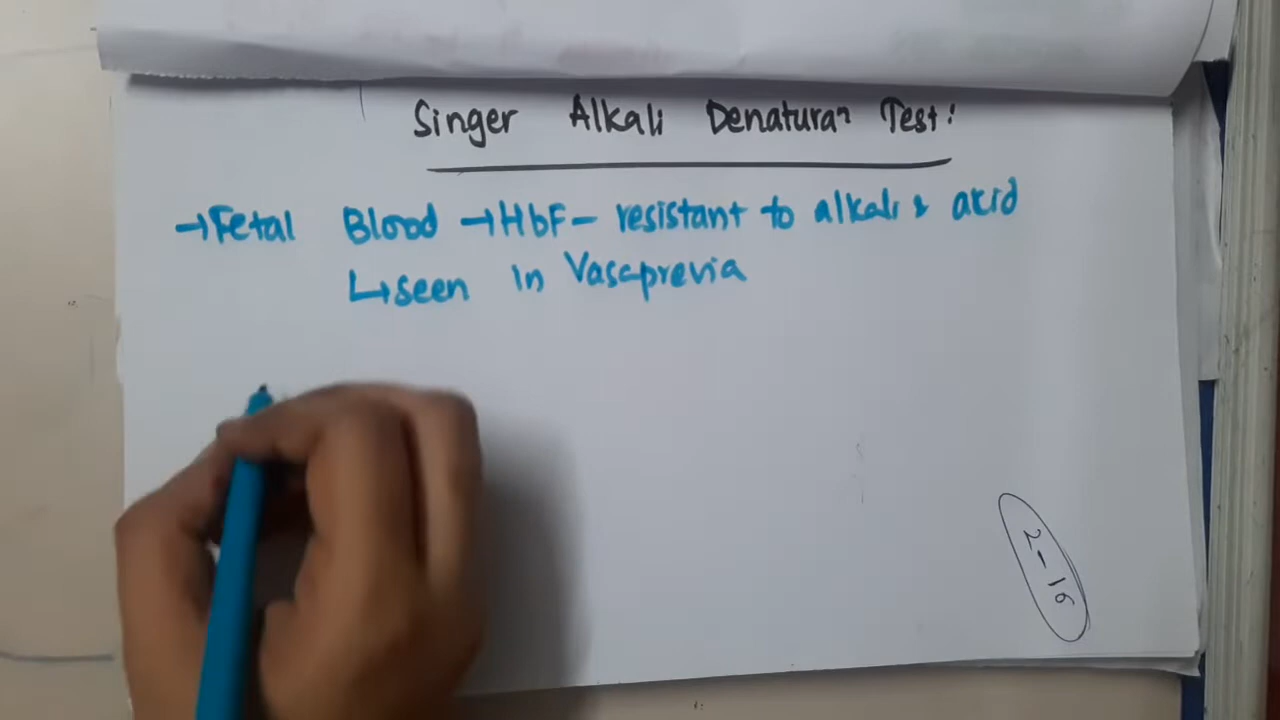 Singer Alkali Denaturan Test:
→Fetal Blood →HbF- resistant to alkali & acid
↳seen in Vasaprevia
2-16